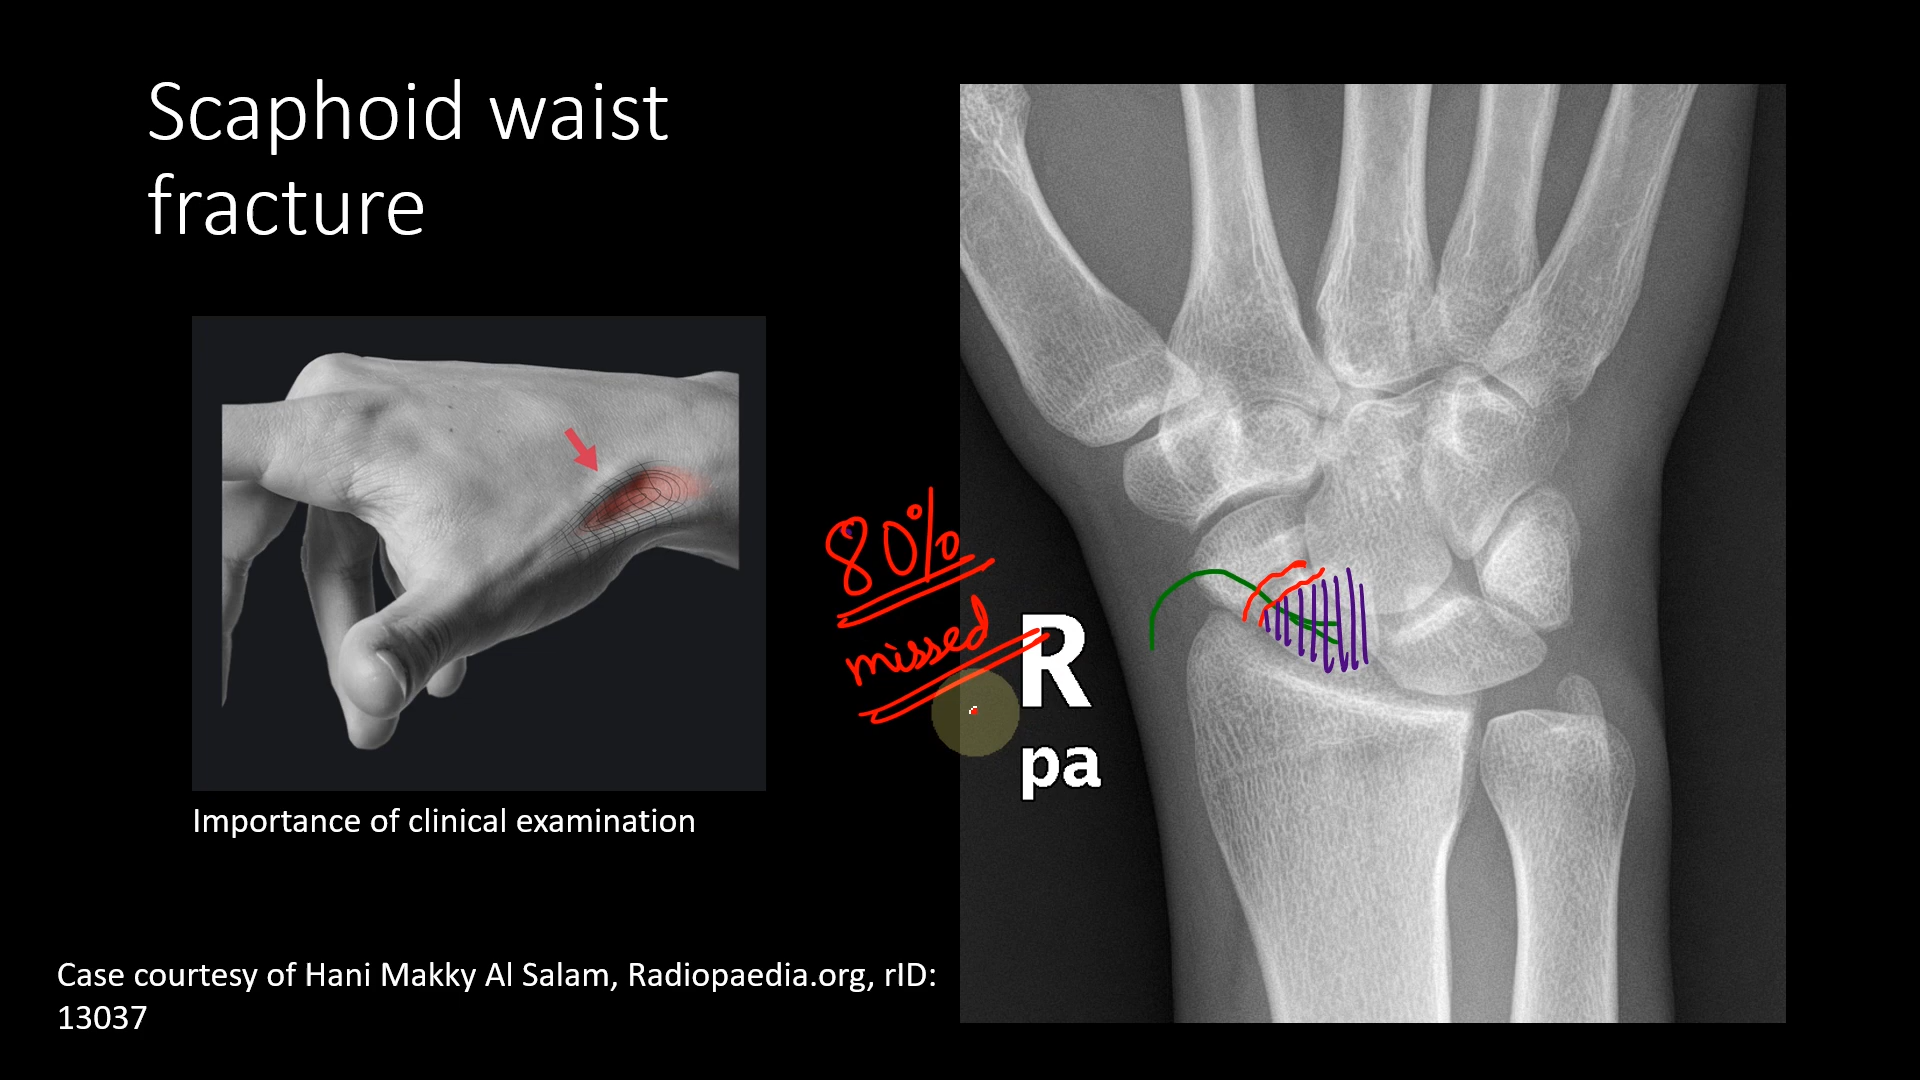 Scaphoid waist
fracture
80%
missed
R
pa
Importance of clinical examination
Case courtesy of Hani Makky Al Salam, Radiopaedia.org, rID:
13037